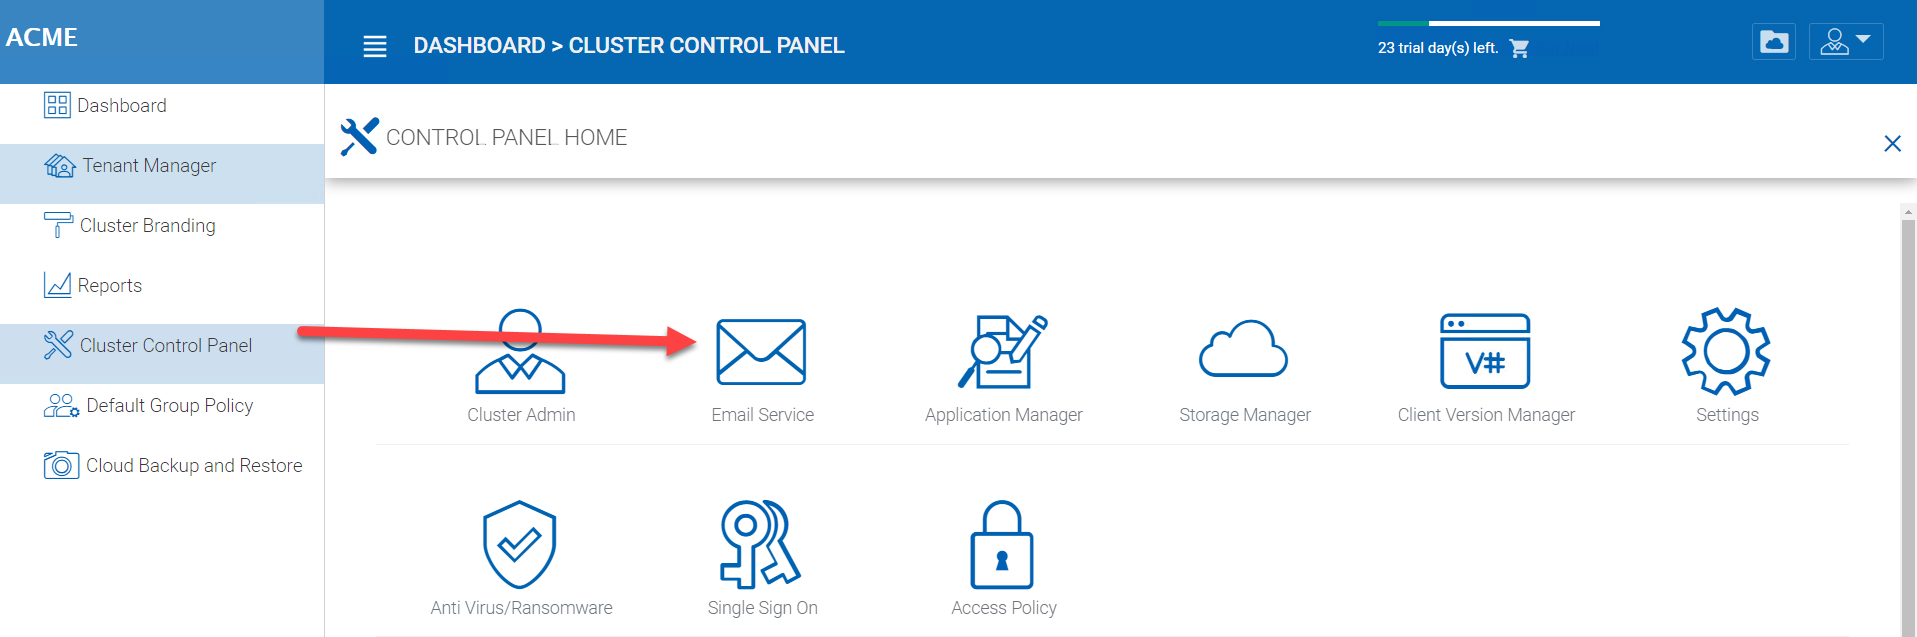 ACME
DASHBOARD > CLUSTER CONTROL PANEL
23 trial day(s) left.
Dashboard
Tenant Manager
Cluster Branding
Reports
Cluster Control Panel
Default Group Policy
Cloud Backup and Restore
CONTROL PANEL HOME
Cluster Admin
Email Service
Application Manager
Storage Manager
V#
Client Version Manager
Settings
Anti Virus/Ransomware
Single Sign On
Access Policy